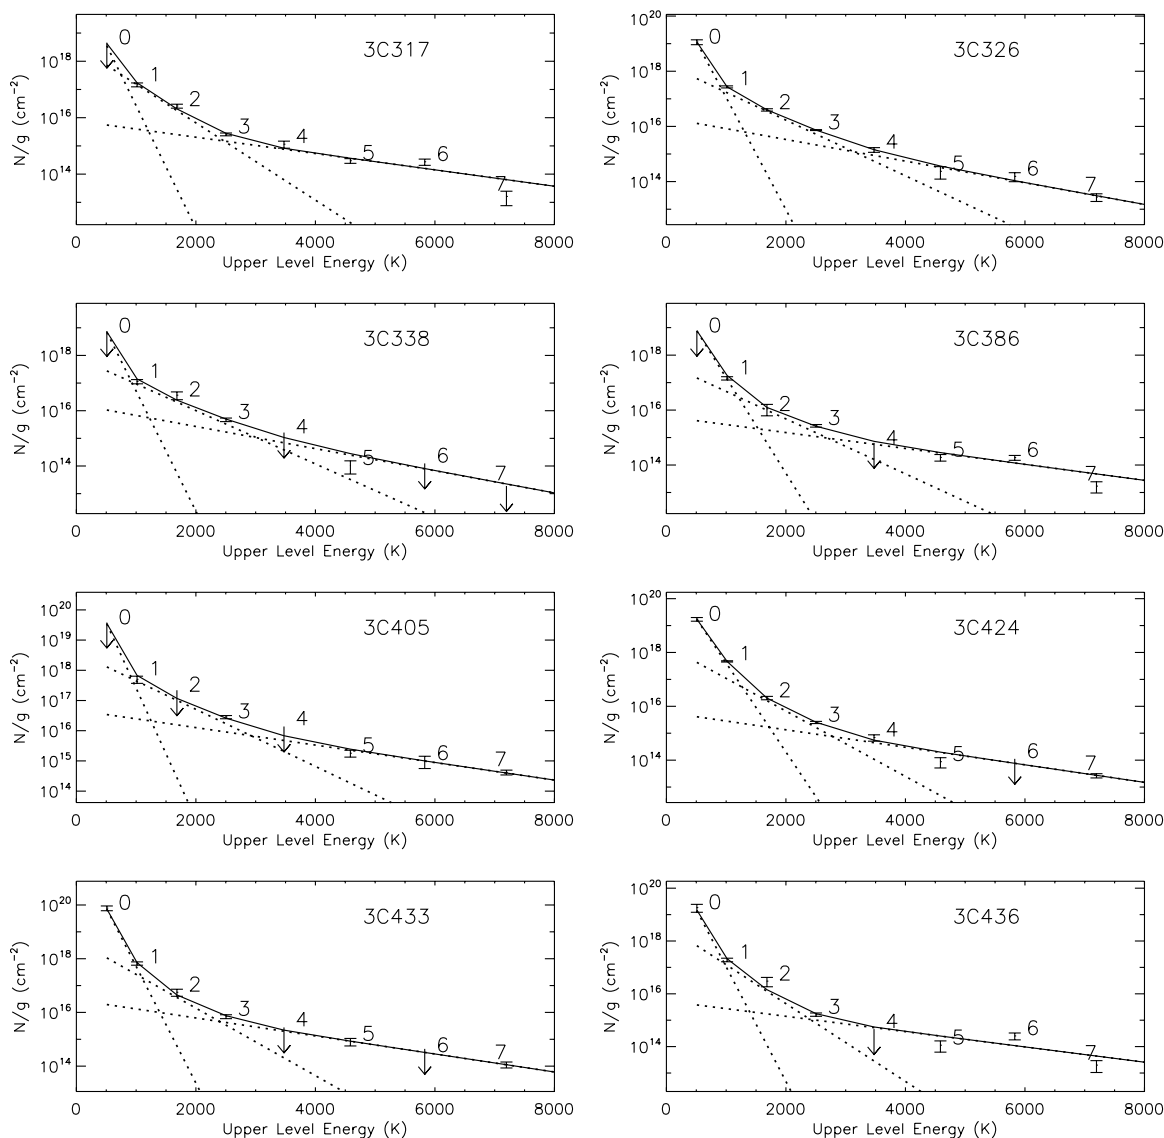 3C317
N/g (cm⁻²)
10¹⁸
10¹⁶
10¹⁴
0 1 2 3 4 5 6 7
0 2000 4000 6000 8000
Upper Level Energy (K)
3C326
N/g (cm⁻²)
10²⁰
10¹⁸
10¹⁶
10¹⁴
0 1 2 3 4 5 6 7
0 2000 4000 6000 8000
Upper Level Energy (K)
3C338
N/g (cm⁻²)
10¹⁸
10¹⁶
10¹⁴
0 1 2 3 4 5 6 7
0 2000 4000 6000 8000
Upper Level Energy (K)
3C386
N/g (cm⁻²)
10¹⁸
10¹⁶
10¹⁴
0 1 2 3 4 5 6 7
0 2000 4000 6000 8000
Upper Level Energy (K)
3C405
N/g (cm⁻²)
10²⁰
10¹⁹
10¹⁸
10¹⁷
10¹⁶
10¹⁵
10¹⁴
0 1 2 3 4 5 6 7
0 2000 4000 6000 8000
Upper Level Energy (K)
3C424
N/g (cm⁻²)
10²⁰
10¹⁸
10¹⁶
10¹⁴
0 1 2 3 4 5 6 7
0 2000 4000 6000 8000
Upper Level Energy (K)
3C433
N/g (cm⁻²)
10²⁰
10¹⁸
10¹⁶
10¹⁴
0 1 2 3 4 5 6 7
0 2000 4000 6000 8000
Upper Level Energy (K)
3C436
N/g (cm⁻²)
10²⁰
10¹⁸
10¹⁶
10¹⁴
0 1 2 3 4 5 6 7
0 2000 4000 6000 8000
Upper Level Energy (K)